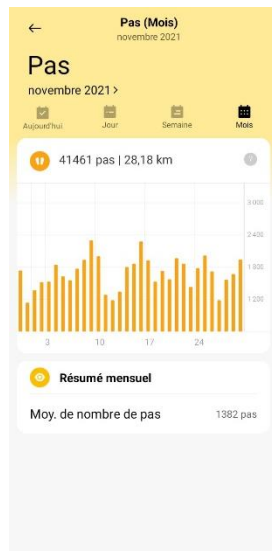 Pas (Mois)
novembre 2021
Pas
novembre 2021 >
Aujourd'hui
Jour
Semaine
Mois
41461 pas | 28,18 km
?
3 000
2 400
1 800
1 200
3
10
17
24
Résumé mensuel
Moy. de nombre de pas
1382 pas